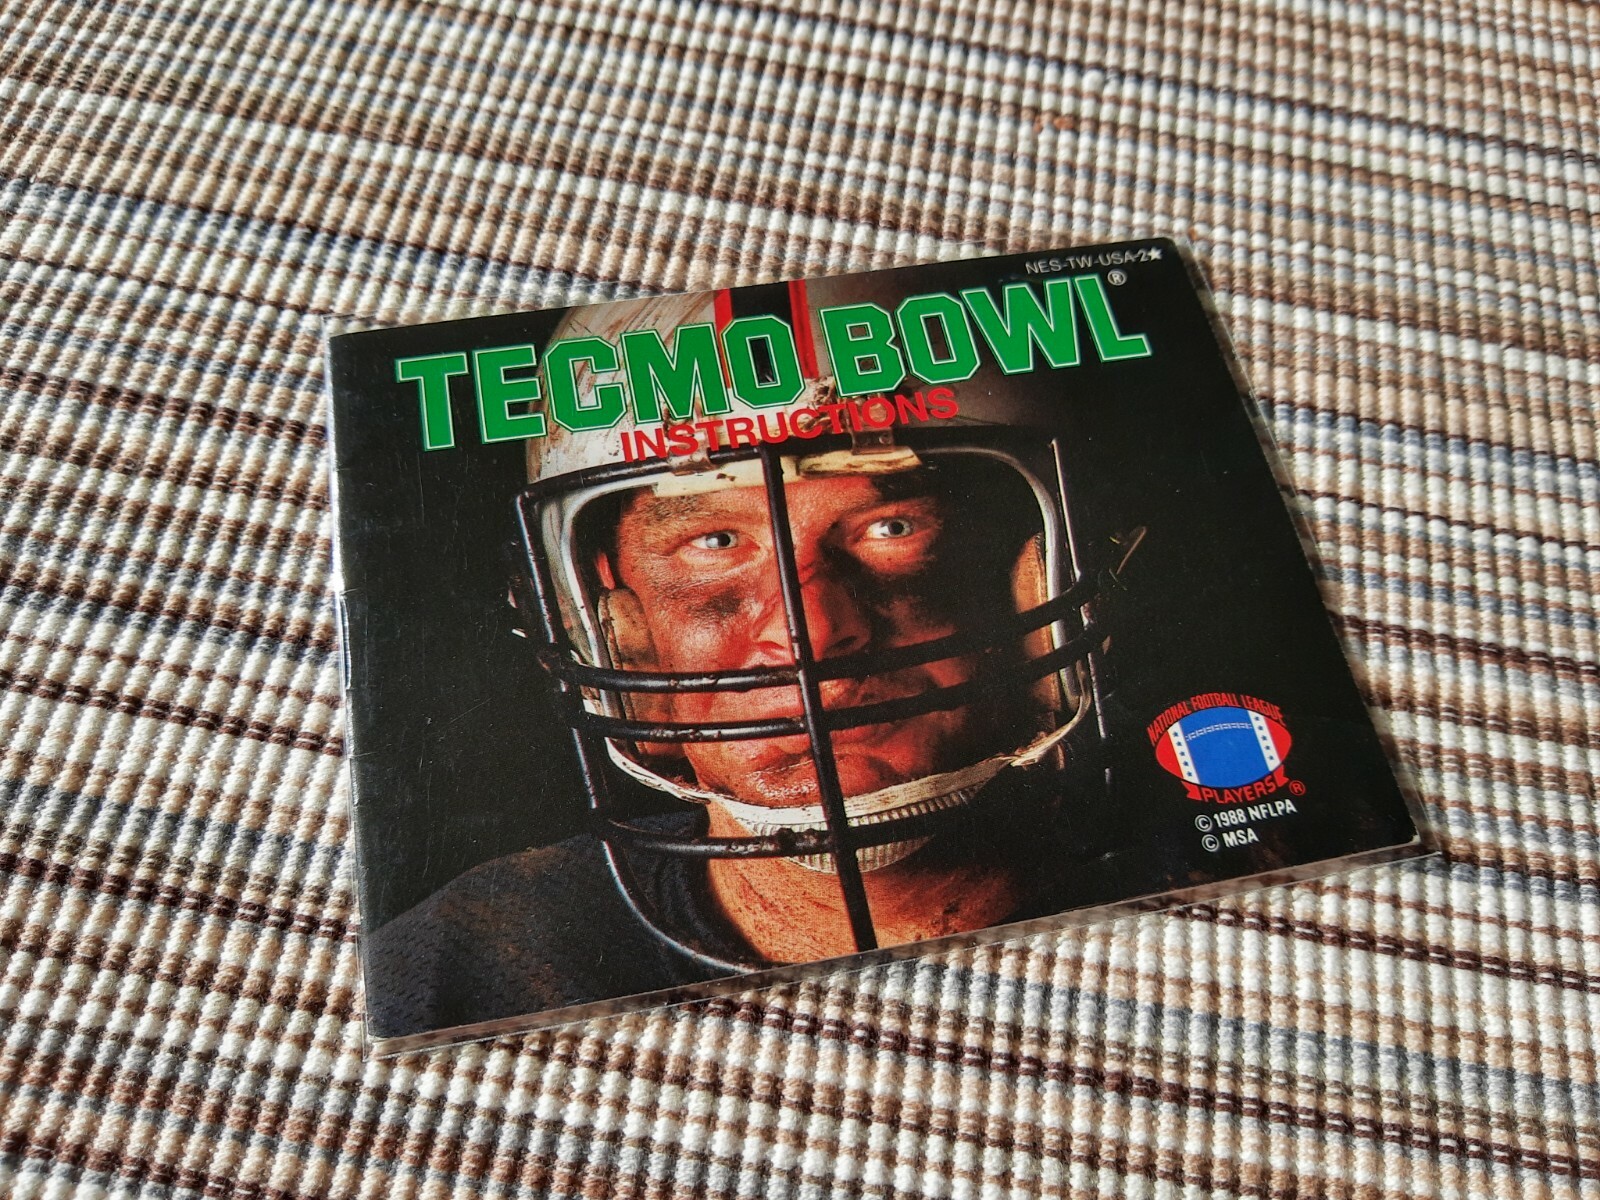 NES-TW-USA-2★
TECMO BOWL®
INSTRUCTIONS
NATIONAL FOOTBALL LEAGUE
PLAYERS®
© 1988 NFLPA
© MSA